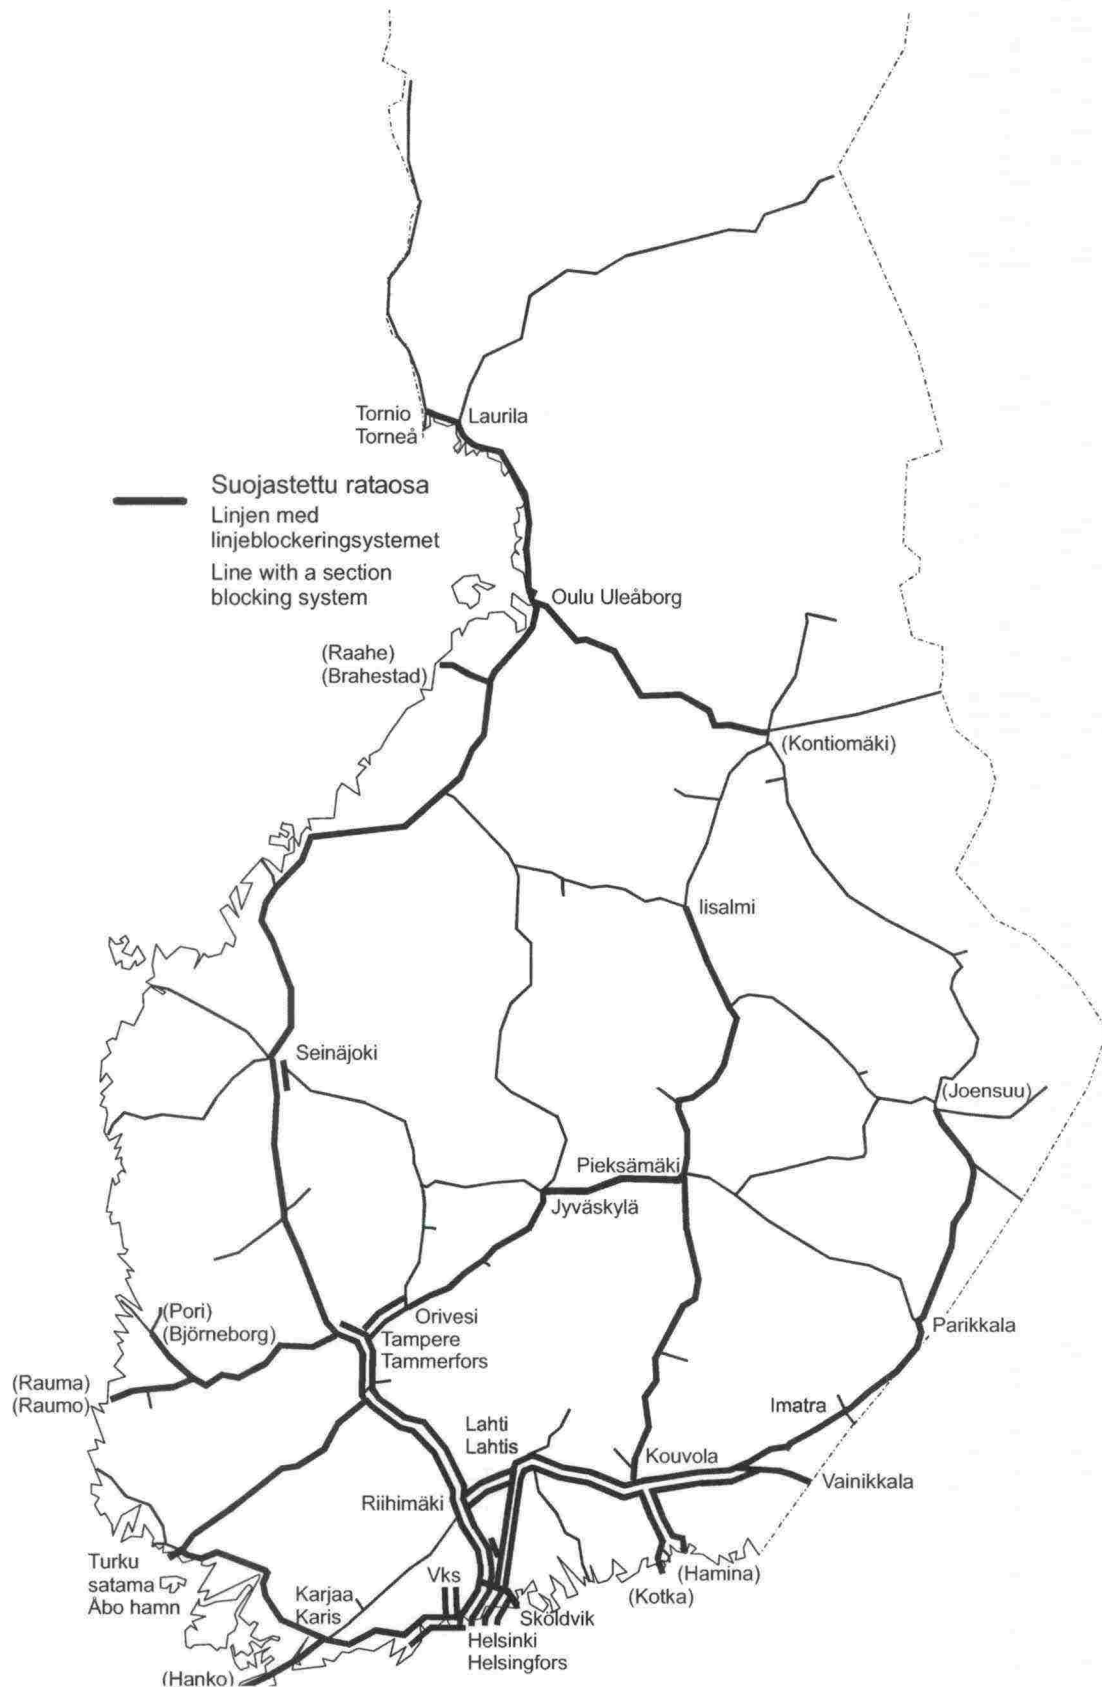 Tornio
Torneå
Laurila
Suojastettu rataosa
Linjen med
linjeblockeringsystemet
Line with a section
blocking system
Oulu Uleåborg
(Raahe)
(Brahestad)
(Kontiomäki)
Iisalmi
Seinäjoki
(Joensuu)
Pieksämäki
Jyväskylä
(Pori)
(Björneborg)
Orivesi
Tampere
Tammerfors
Parikkala
(Rauma)
(Raumo)
Imatra
Lahti
Lahtis
Kouvola
Vainikkala
Riihimäki
Turku
satama
Åbo hamn
Vks
Karjaa
Karis
(Hamina)
(Kotka)
Sköldvik
Helsinki
Helsingfors
(Hanko)